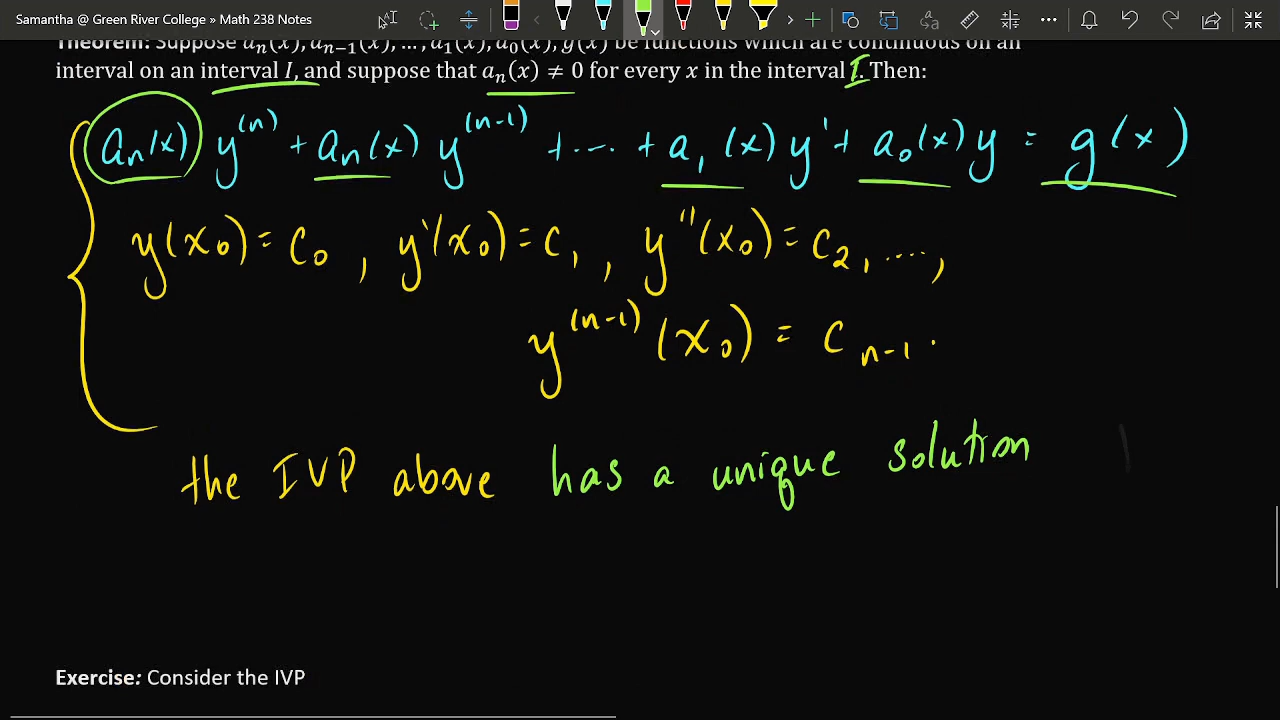 Samantha @ Green River College » Math 238 Notes
Theorem: Suppose aₙ(x), aₙ₋₁(x), …, a₁(x), a₀(x), g(x) be functions which are continuous on an
interval on an interval I, and suppose that aₙ(x) ≠ 0 for every x in the interval I. Then:
aₙ(x) y⁽ⁿ⁾ + aₙ(x) y⁽ⁿ⁻¹⁾ + ... + a₁(x)y' + a₀(x)y = g(x)
y(x₀) = c₀, y'(x₀) = c₁, y''(x₀) = c₂, ....,
y⁽ⁿ⁻¹⁾(x₀) = cₙ₋₁.
the IVP above has a unique solution
Exercise: Consider the IVP